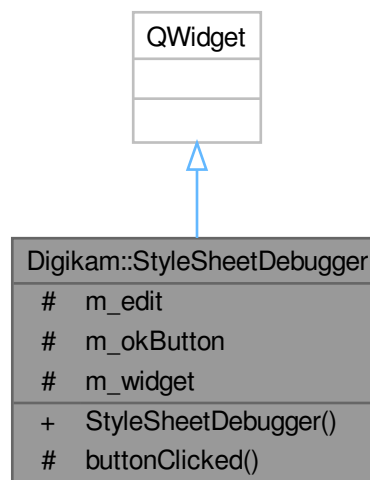 QWidget
Digikam::StyleSheetDebugger
# m_edit
# m_okButton
# m_widget
+ StyleSheetDebugger()
# buttonClicked()